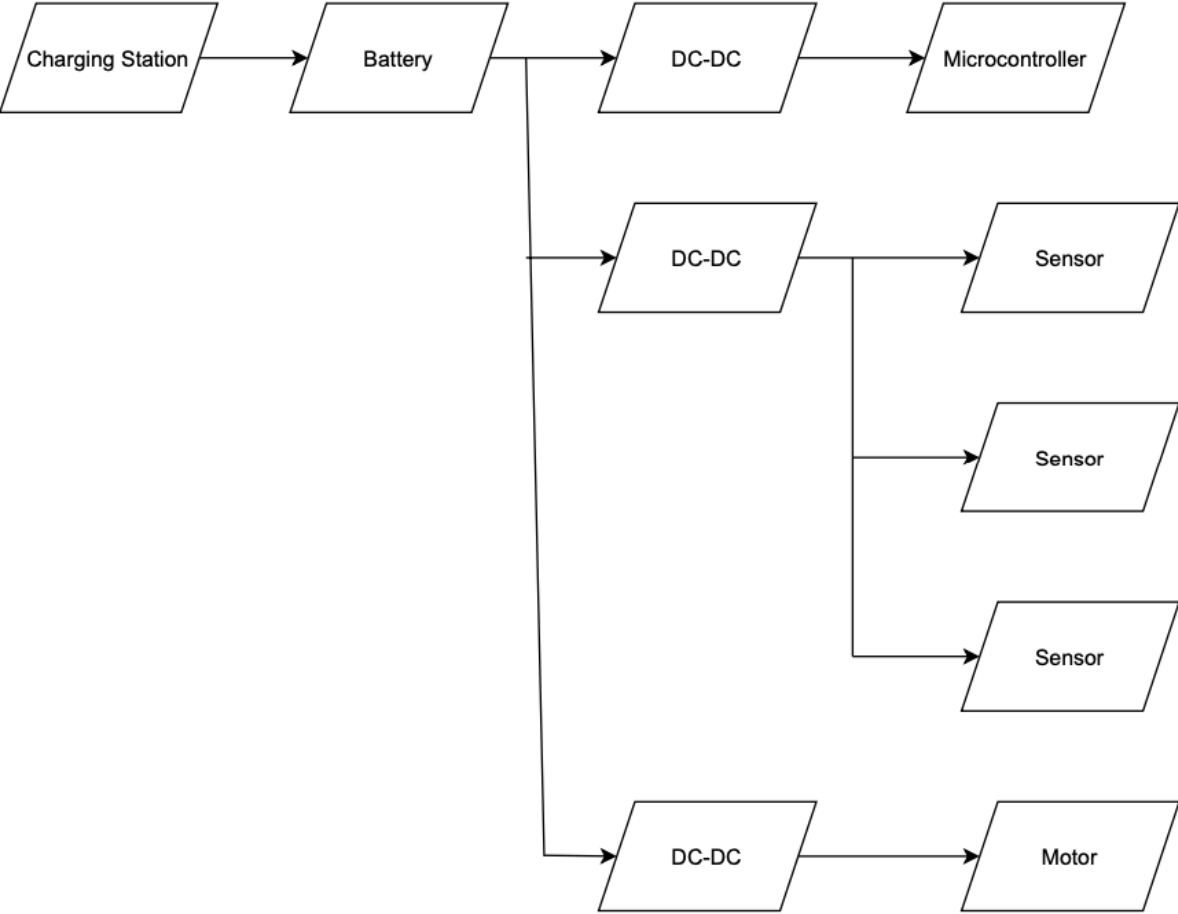 Charging Station
Battery
DC-DC
Microcontroller
DC-DC
Sensor
Sensor
Sensor
DC-DC
Motor